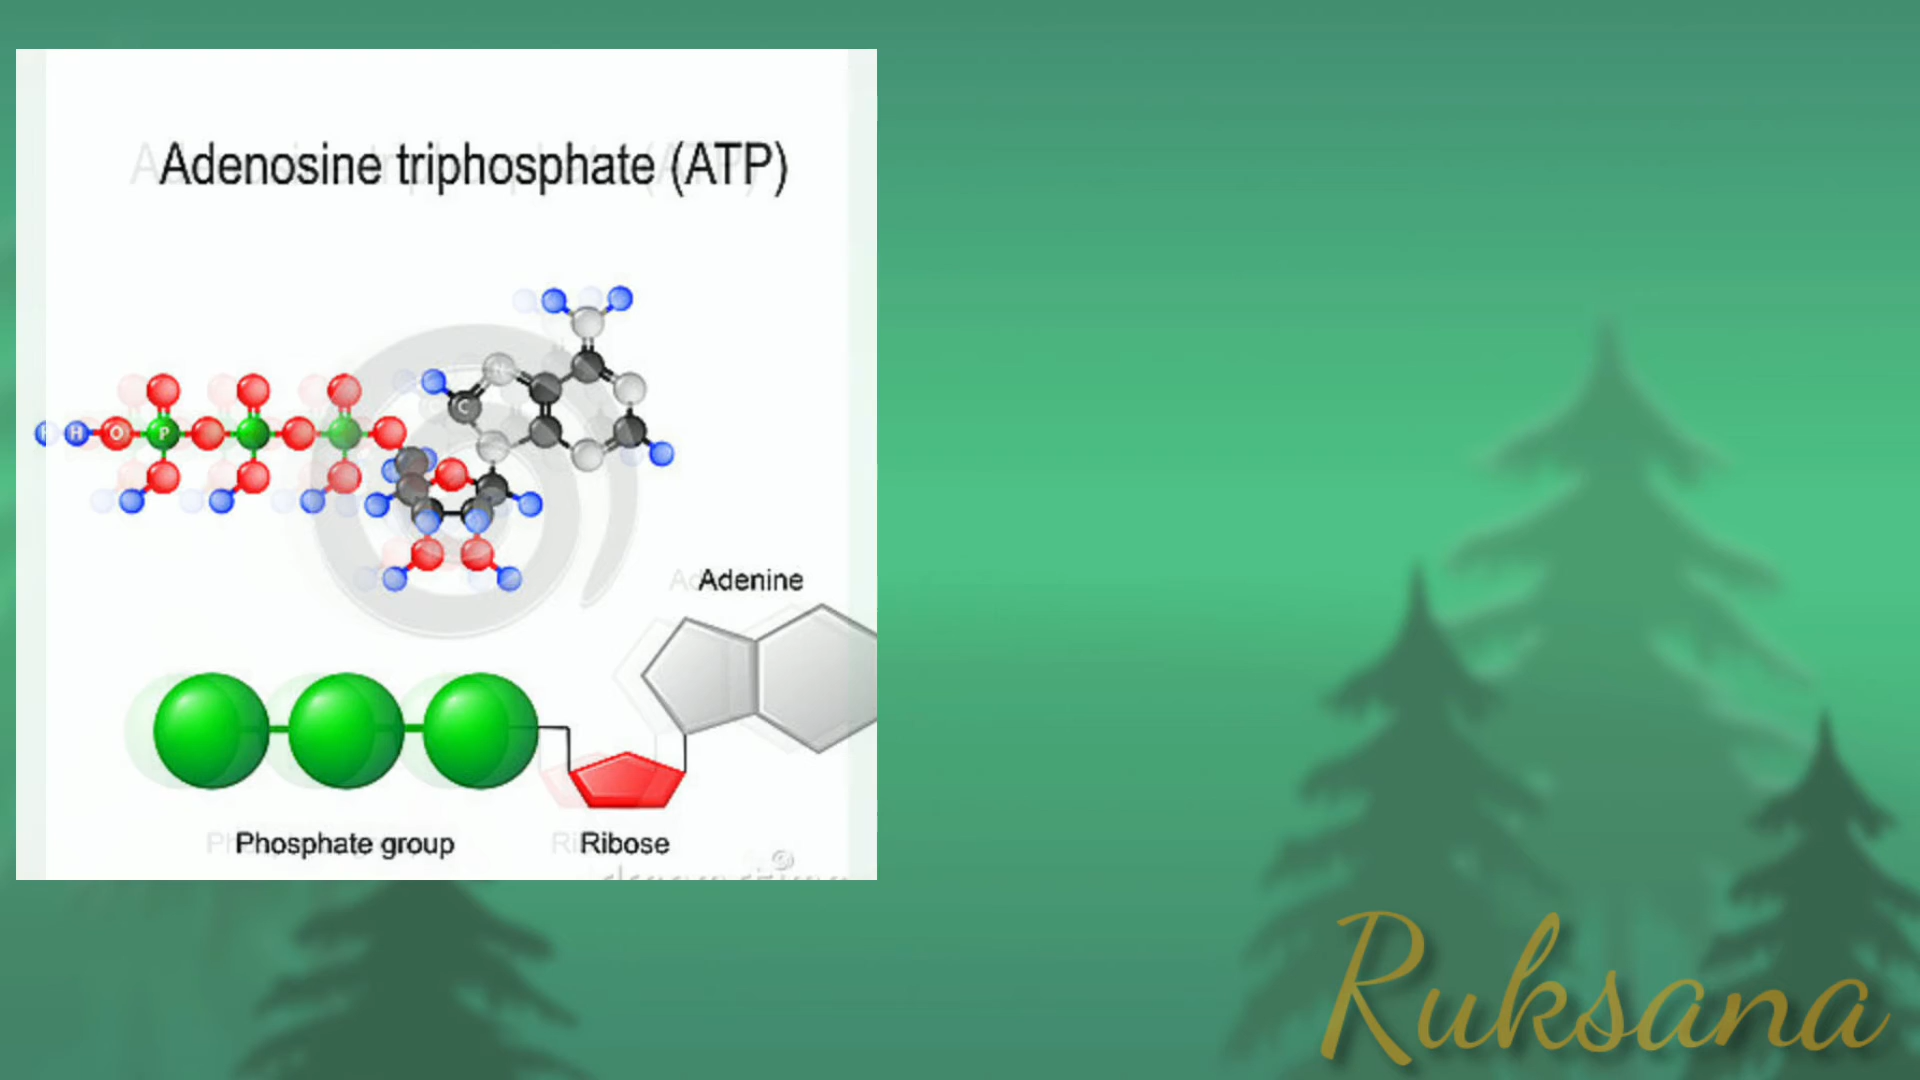 Adenosine triphosphate (ATP)
N
C
H H O P
Adenine
Phosphate group
Ribose
Ruksana